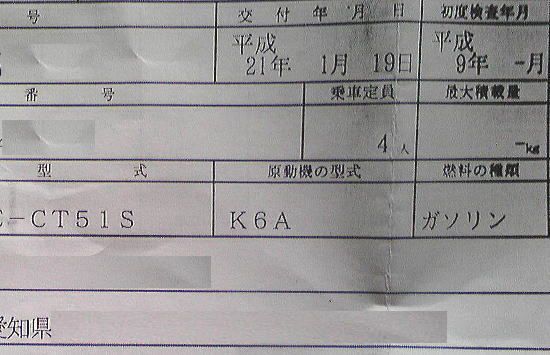 号 交付年月日 初度検査年月
平成 平成
21年 1月 19日 9年 -月
番号 乗車定員 最大積載量
4人 -kg
型式 原動機の型式 燃料の種類
E-CT51S K6A ガソリン
愛知県